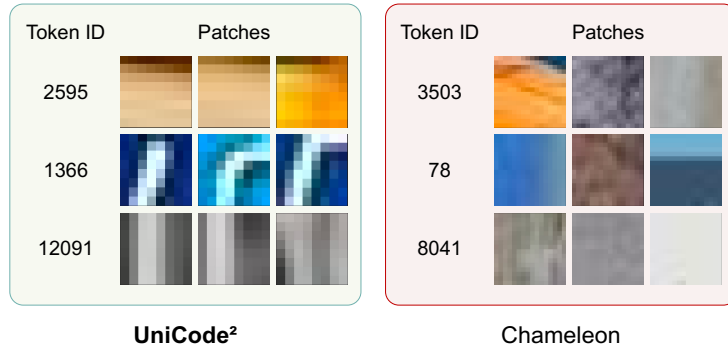 Token ID Patches
2595
1366
12091
UniCode²
Token ID Patches
3503
78
8041
Chameleon